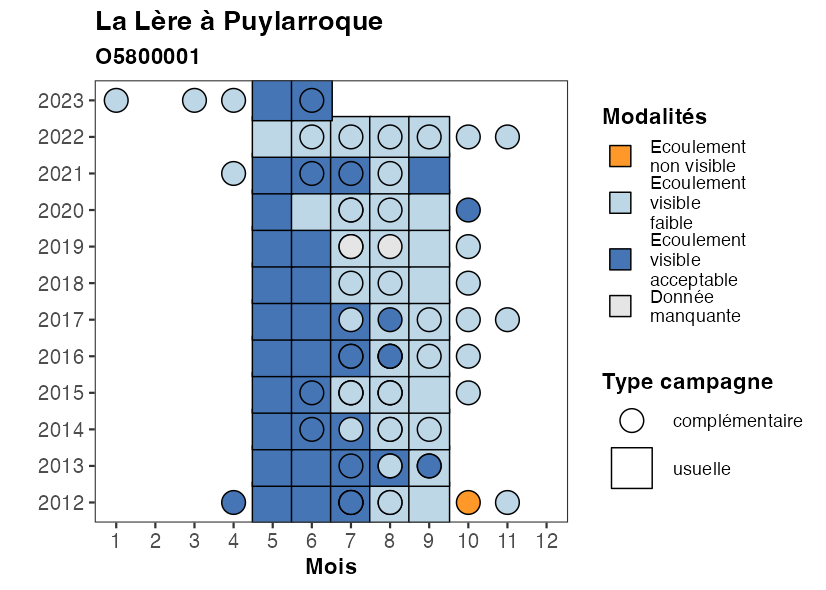 La Lère à Puylarroque
O5800001
2023
2022
2021
2020
2019
2018
2017
2016
2015
2014
2013
2012
1 2 3 4 5 6 7 8 9 10 11 12
Mois
Modalités
Ecoulement
non visible
Ecoulement
visible
faible
Ecoulement
visible
acceptable
Donnée
manquante
Type campagne
complémentaire
usuelle